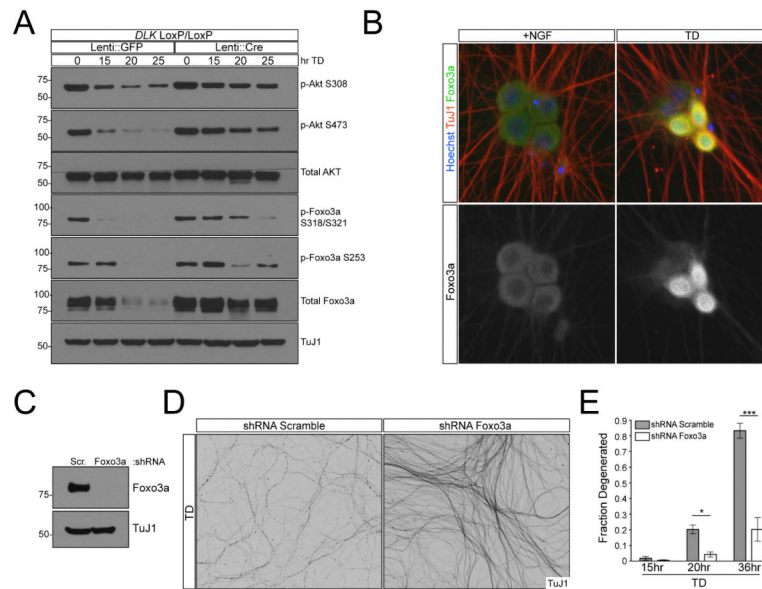 A
DLK LoxP/LoxP
Lenti::GFP Lenti::Cre
0 15 20 25 0 15 20 25 hr TD
75
50
p-Akt S308
75
50
p-Akt S473
75
50
Total AKT
100
75
p-Foxo3a
S318/S321
75
50
p-Foxo3a S253
100
75
Total Foxo3a
50
TuJ1
B
+NGF TD
Hoechst TuJ1 Foxo3a
Foxo3a
C
Scr. Foxo3a :shRNA
75
Foxo3a
50
TuJ1
D
shRNA Scramble shRNA Foxo3a
TD
TuJ1
E
shRNA Scramble
shRNA Foxo3a
Fraction Degenerated
0.9
0.8
0.7
0.6
0.5
0.4
0.3
0.2
0.1
0
*
***
15hr 20hr 36hr
TD